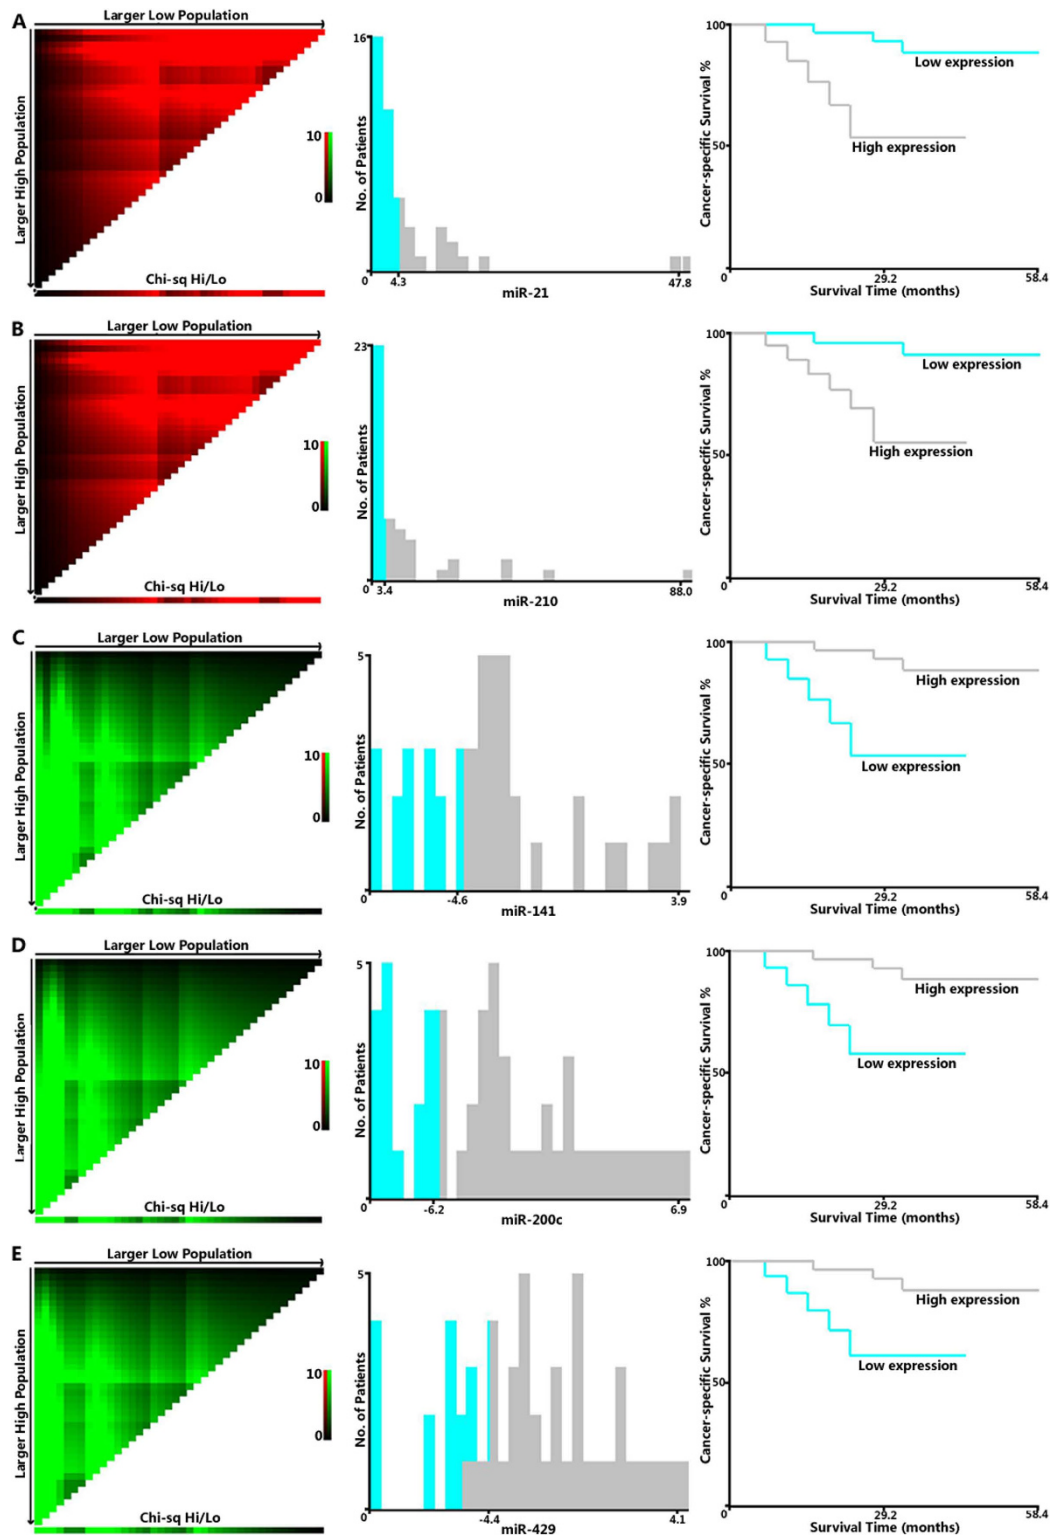 A
Larger Low Population
Larger High Population
10
0
Chi-sq Hi/Lo
16
No. of Patients
0
4.3
47.8
miR-21
100
50
Cancer-specific Survival %
Low expression
High expression
0
29.2
58.4
Survival Time (months)
B
Larger Low Population
Larger High Population
10
0
Chi-sq Hi/Lo
23
No. of Patients
0
3.4
88.0
miR-210
100
50
Cancer-specific Survival %
Low expression
High expression
0
29.2
58.4
Survival Time (months)
C
Larger Low Population
Larger High Population
10
0
Chi-sq Hi/Lo
5
No. of Patients
0
-4.6
3.9
miR-141
100
50
Cancer-specific Survival %
High expression
Low expression
0
29.2
58.4
Survival Time (months)
D
Larger Low Population
Larger High Population
10
0
Chi-sq Hi/Lo
5
No. of Patients
0
-6.2
6.9
miR-200c
100
50
Cancer-specific Survival %
High expression
Low expression
0
29.2
58.4
Survival Time (months)
E
Larger Low Population
Larger High Population
10
0
Chi-sq Hi/Lo
5
No. of Patients
0
-4.4
4.1
miR-429
100
50
Cancer-specific Survival %
High expression
Low expression
0
29.2
58.4
Survival Time (months)